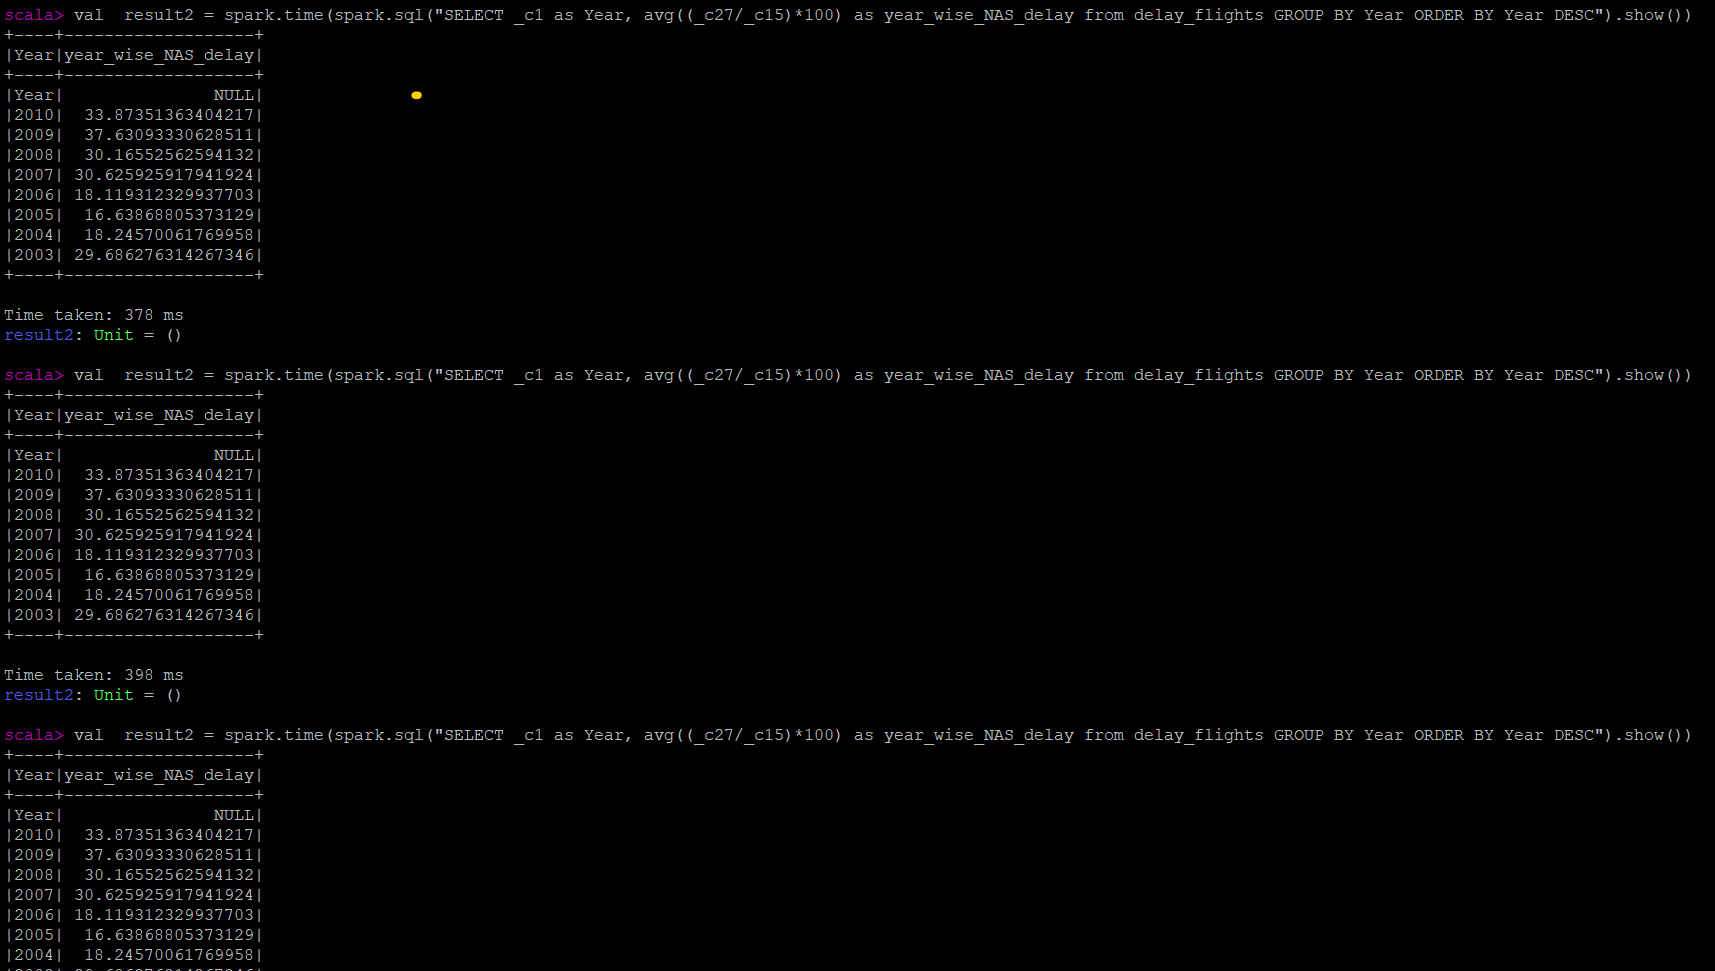 scala> val  result2 = spark.time(spark.sql("SELECT _c1 as Year, avg((_c27/_c15)*100) as year_wise_NAS_delay from delay_flights GROUP BY Year ORDER BY Year DESC").show())
+----+-------------------+
|Year|year_wise_NAS_delay|
+----+-------------------+
|Year|               NULL|
|2010|  33.87351363404217|
|2009|  37.63093330628511|
|2008|  30.16552562594132|
|2007| 30.625925917941924|
|2006| 18.119312329937703|
|2005|  16.63868805373129|
|2004|  18.24570061769958|
|2003| 29.686276314267346|
+----+-------------------+
Time taken: 378 ms
result2: Unit = ()
scala> val  result2 = spark.time(spark.sql("SELECT _c1 as Year, avg((_c27/_c15)*100) as year_wise_NAS_delay from delay_flights GROUP BY Year ORDER BY Year DESC").show())
+----+-------------------+
|Year|year_wise_NAS_delay|
+----+-------------------+
|Year|               NULL|
|2010|  33.87351363404217|
|2009|  37.63093330628511|
|2008|  30.16552562594132|
|2007| 30.625925917941924|
|2006| 18.119312329937703|
|2005|  16.63868805373129|
|2004|  18.24570061769958|
|2003| 29.686276314267346|
+----+-------------------+
Time taken: 398 ms
result2: Unit = ()
scala> val  result2 = spark.time(spark.sql("SELECT _c1 as Year, avg((_c27/_c15)*100) as year_wise_NAS_delay from delay_flights GROUP BY Year ORDER BY Year DESC").show())
+----+-------------------+
|Year|year_wise_NAS_delay|
+----+-------------------+
|Year|               NULL|
|2010|  33.87351363404217|
|2009|  37.63093330628511|
|2008|  30.16552562594132|
|2007| 30.625925917941924|
|2006| 18.119312329937703|
|2005|  16.63868805373129|
|2004|  18.24570061769958|